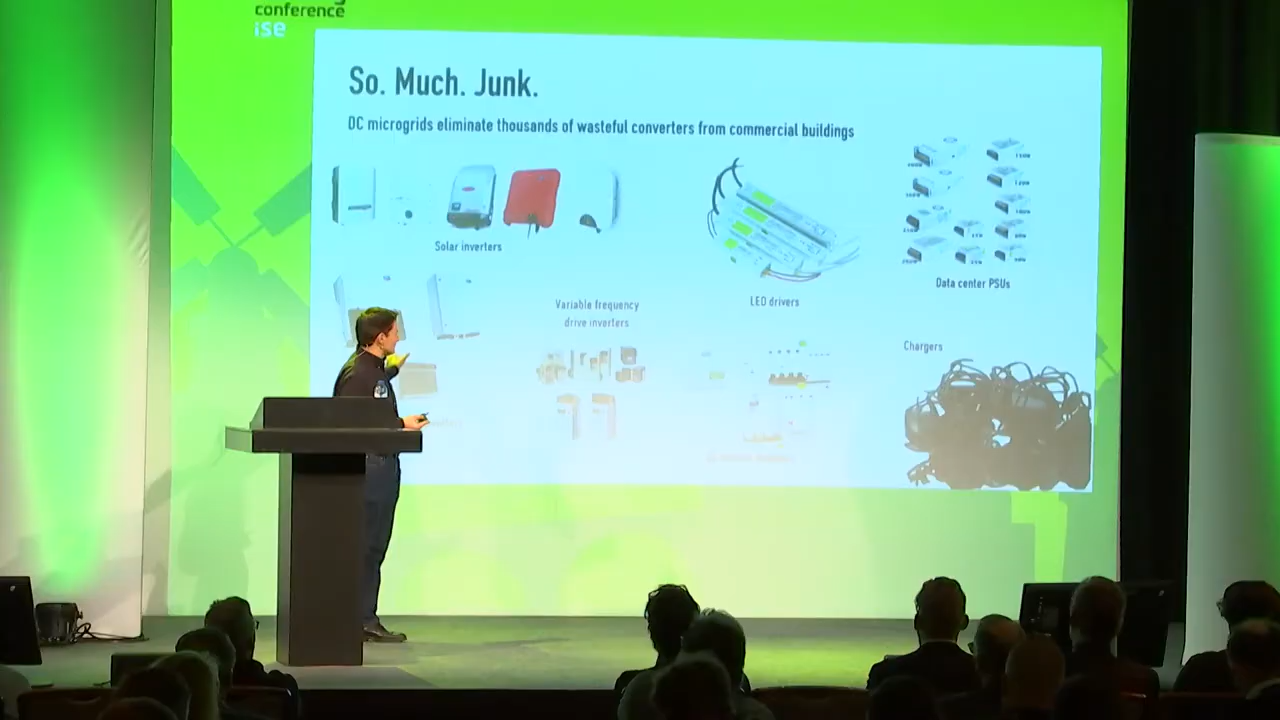 conference
ise
So. Much. Junk.
DC microgrids eliminate thousands of wasteful converters from commercial buildings
Solar inverters
Variable frequency
drive inverters
LED drivers
Data center PSUs
Chargers